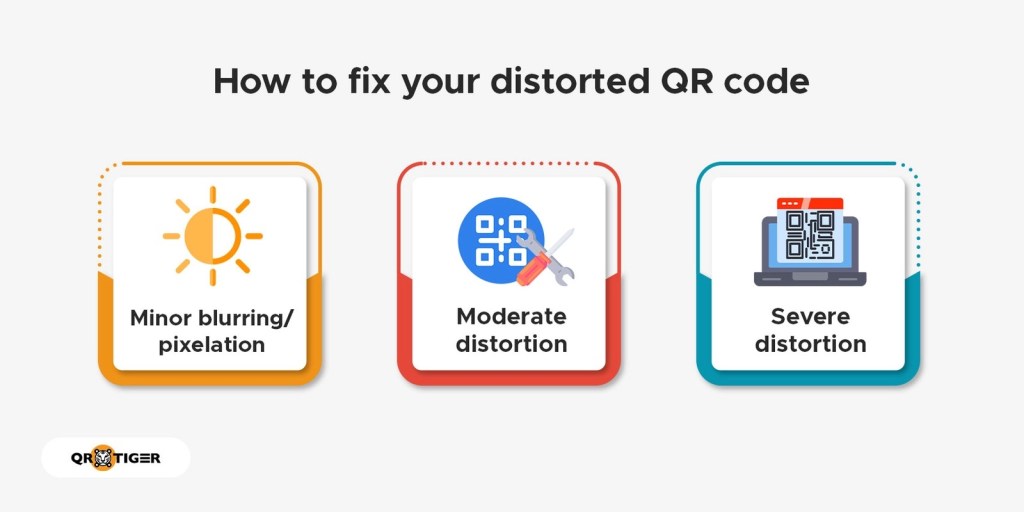 How to fix your distorted QR code
Minor blurring/
pixelation
Moderate
distortion
Severe
distortion
QR TIGER